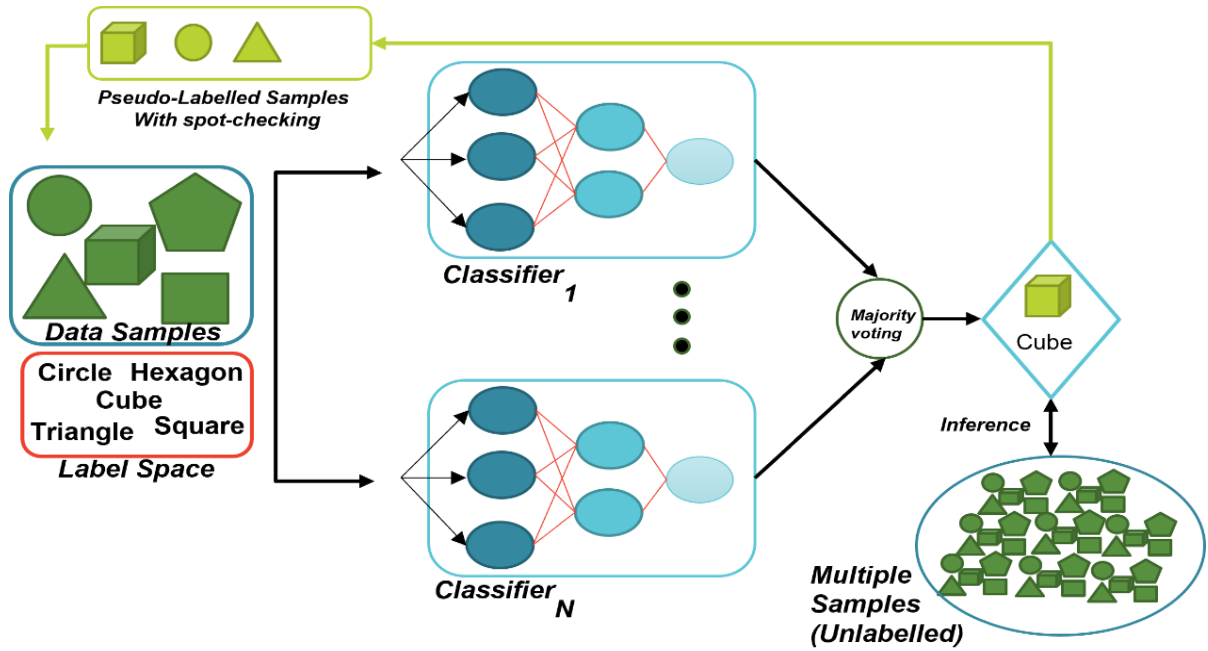 Pseudo-Labelled Samples
With spot-checking
Data Samples
Circle Hexagon
Cube
Triangle Square
Label Space
Classifier 1
Classifier N
Majority
voting
Cube
Inference
Multiple
Samples
(Unlabelled)